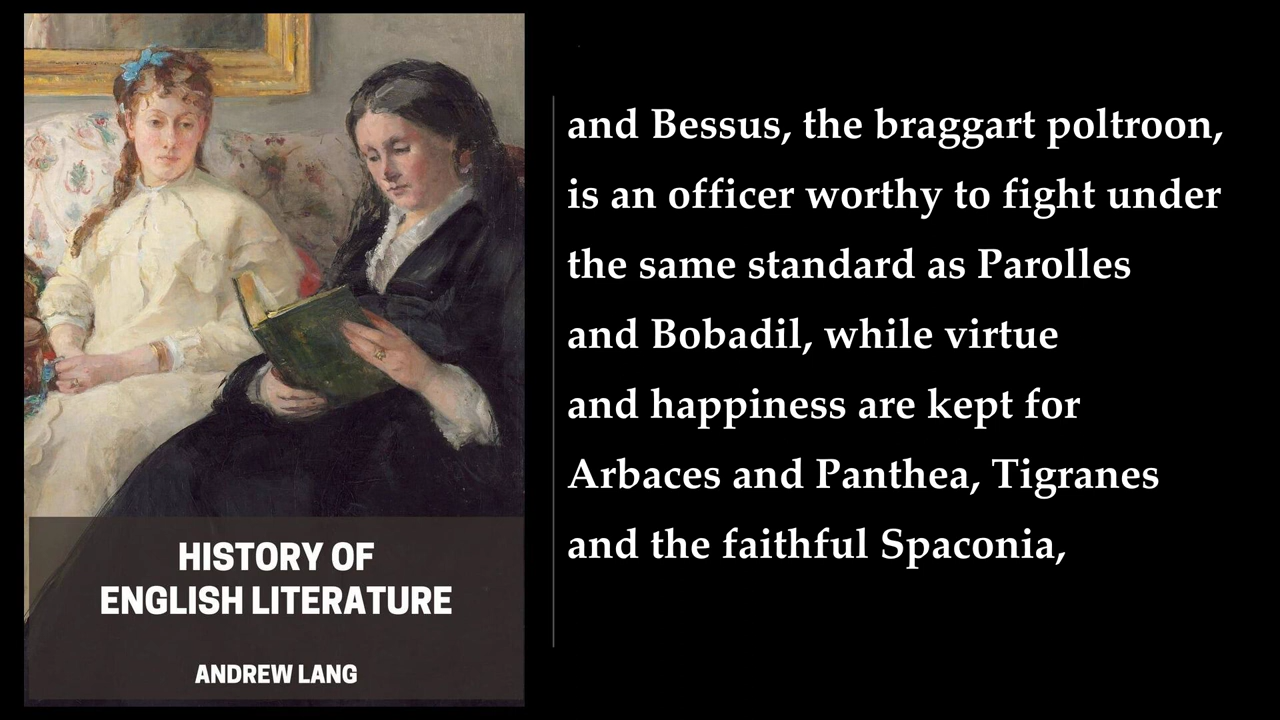 HISTORY OF
ENGLISH LITERATURE
ANDREW LANG
and Bessus, the braggart poltroon,
is an officer worthy to fight under
the same standard as Parolles
and Bobadil, while virtue
and happiness are kept for
Arbaces and Panthea, Tigranes
and the faithful Spaconia,